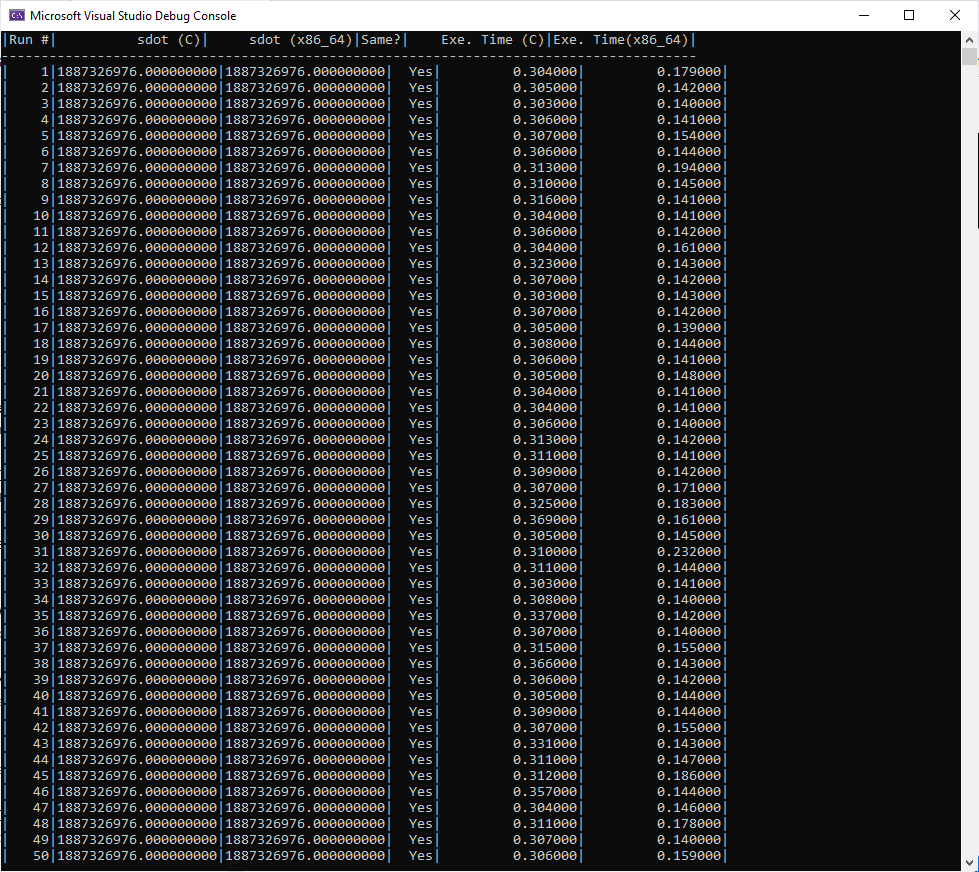 Microsoft Visual Studio Debug Console
|Run #|          sdot (C)|     sdot (x86_64)|Same?|    Exe. Time (C)|Exe. Time(x86_64)|
--------------------------------------------------------------------------------------
|    1|1887326976.000000000|1887326976.000000000|  Yes|         0.304000|         0.179000|
|    2|1887326976.000000000|1887326976.000000000|  Yes|         0.305000|         0.142000|
|    3|1887326976.000000000|1887326976.000000000|  Yes|         0.303000|         0.140000|
|    4|1887326976.000000000|1887326976.000000000|  Yes|         0.306000|         0.141000|
|    5|1887326976.000000000|1887326976.000000000|  Yes|         0.307000|         0.154000|
|    6|1887326976.000000000|1887326976.000000000|  Yes|         0.306000|         0.144000|
|    7|1887326976.000000000|1887326976.000000000|  Yes|         0.313000|         0.194000|
|    8|1887326976.000000000|1887326976.000000000|  Yes|         0.310000|         0.145000|
|    9|1887326976.000000000|1887326976.000000000|  Yes|         0.316000|         0.141000|
|   10|1887326976.000000000|1887326976.000000000|  Yes|         0.304000|         0.141000|
|   11|1887326976.000000000|1887326976.000000000|  Yes|         0.306000|         0.142000|
|   12|1887326976.000000000|1887326976.000000000|  Yes|         0.304000|         0.161000|
|   13|1887326976.000000000|1887326976.000000000|  Yes|         0.323000|         0.143000|
|   14|1887326976.000000000|1887326976.000000000|  Yes|         0.307000|         0.142000|
|   15|1887326976.000000000|1887326976.000000000|  Yes|         0.303000|         0.143000|
|   16|1887326976.000000000|1887326976.000000000|  Yes|         0.307000|         0.142000|
|   17|1887326976.000000000|1887326976.000000000|  Yes|         0.305000|         0.139000|
|   18|1887326976.000000000|1887326976.000000000|  Yes|         0.308000|         0.144000|
|   19|1887326976.000000000|1887326976.000000000|  Yes|         0.306000|         0.141000|
|   20|1887326976.000000000|1887326976.000000000|  Yes|         0.305000|         0.148000|
|   21|1887326976.000000000|1887326976.000000000|  Yes|         0.304000|         0.141000|
|   22|1887326976.000000000|1887326976.000000000|  Yes|         0.304000|         0.141000|
|   23|1887326976.000000000|1887326976.000000000|  Yes|         0.306000|         0.140000|
|   24|1887326976.000000000|1887326976.000000000|  Yes|         0.313000|         0.142000|
|   25|1887326976.000000000|1887326976.000000000|  Yes|         0.311000|         0.141000|
|   26|1887326976.000000000|1887326976.000000000|  Yes|         0.309000|         0.142000|
|   27|1887326976.000000000|1887326976.000000000|  Yes|         0.307000|         0.171000|
|   28|1887326976.000000000|1887326976.000000000|  Yes|         0.325000|         0.183000|
|   29|1887326976.000000000|1887326976.000000000|  Yes|         0.369000|         0.161000|
|   30|1887326976.000000000|1887326976.000000000|  Yes|         0.305000|         0.145000|
|   31|1887326976.000000000|1887326976.000000000|  Yes|         0.310000|         0.232000|
|   32|1887326976.000000000|1887326976.000000000|  Yes|         0.311000|         0.144000|
|   33|1887326976.000000000|1887326976.000000000|  Yes|         0.303000|         0.141000|
|   34|1887326976.000000000|1887326976.000000000|  Yes|         0.308000|         0.140000|
|   35|1887326976.000000000|1887326976.000000000|  Yes|         0.337000|         0.142000|
|   36|1887326976.000000000|1887326976.000000000|  Yes|         0.307000|         0.140000|
|   37|1887326976.000000000|1887326976.000000000|  Yes|         0.315000|         0.155000|
|   38|1887326976.000000000|1887326976.000000000|  Yes|         0.366000|         0.143000|
|   39|1887326976.000000000|1887326976.000000000|  Yes|         0.306000|         0.142000|
|   40|1887326976.000000000|1887326976.000000000|  Yes|         0.305000|         0.144000|
|   41|1887326976.000000000|1887326976.000000000|  Yes|         0.309000|         0.144000|
|   42|1887326976.000000000|1887326976.000000000|  Yes|         0.307000|         0.155000|
|   43|1887326976.000000000|1887326976.000000000|  Yes|         0.331000|         0.143000|
|   44|1887326976.000000000|1887326976.000000000|  Yes|         0.311000|         0.147000|
|   45|1887326976.000000000|1887326976.000000000|  Yes|         0.312000|         0.186000|
|   46|1887326976.000000000|1887326976.000000000|  Yes|         0.357000|         0.144000|
|   47|1887326976.000000000|1887326976.000000000|  Yes|         0.304000|         0.146000|
|   48|1887326976.000000000|1887326976.000000000|  Yes|         0.311000|         0.178000|
|   49|1887326976.000000000|1887326976.000000000|  Yes|         0.307000|         0.140000|
|   50|1887326976.000000000|1887326976.000000000|  Yes|         0.306000|         0.159000|